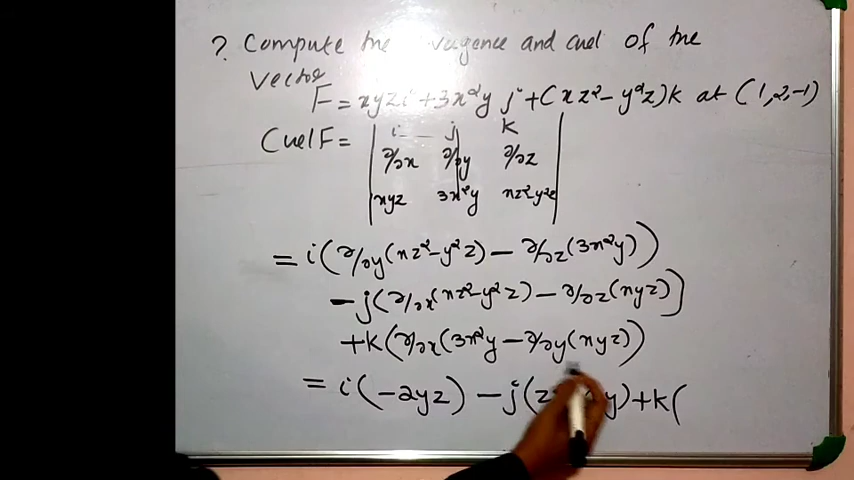 ? Compute the and curl of the
vector
F = xyzi + 3x²y j + (xz² - y²z)k at (1,2,-1)
Curl F = | i j k
∂/∂x ∂/∂y ∂/∂z
xyz 3x²y xz²-y²z |
= i(∂/∂y(xz²-y²z) - ∂/∂z(3x²y))
-j(∂/∂x(xz²-y²z) - ∂/∂z(xyz))
+k(∂/∂x(3x²y - ∂/∂y(xyz))
= i(-2yz) - j(z y) + k(